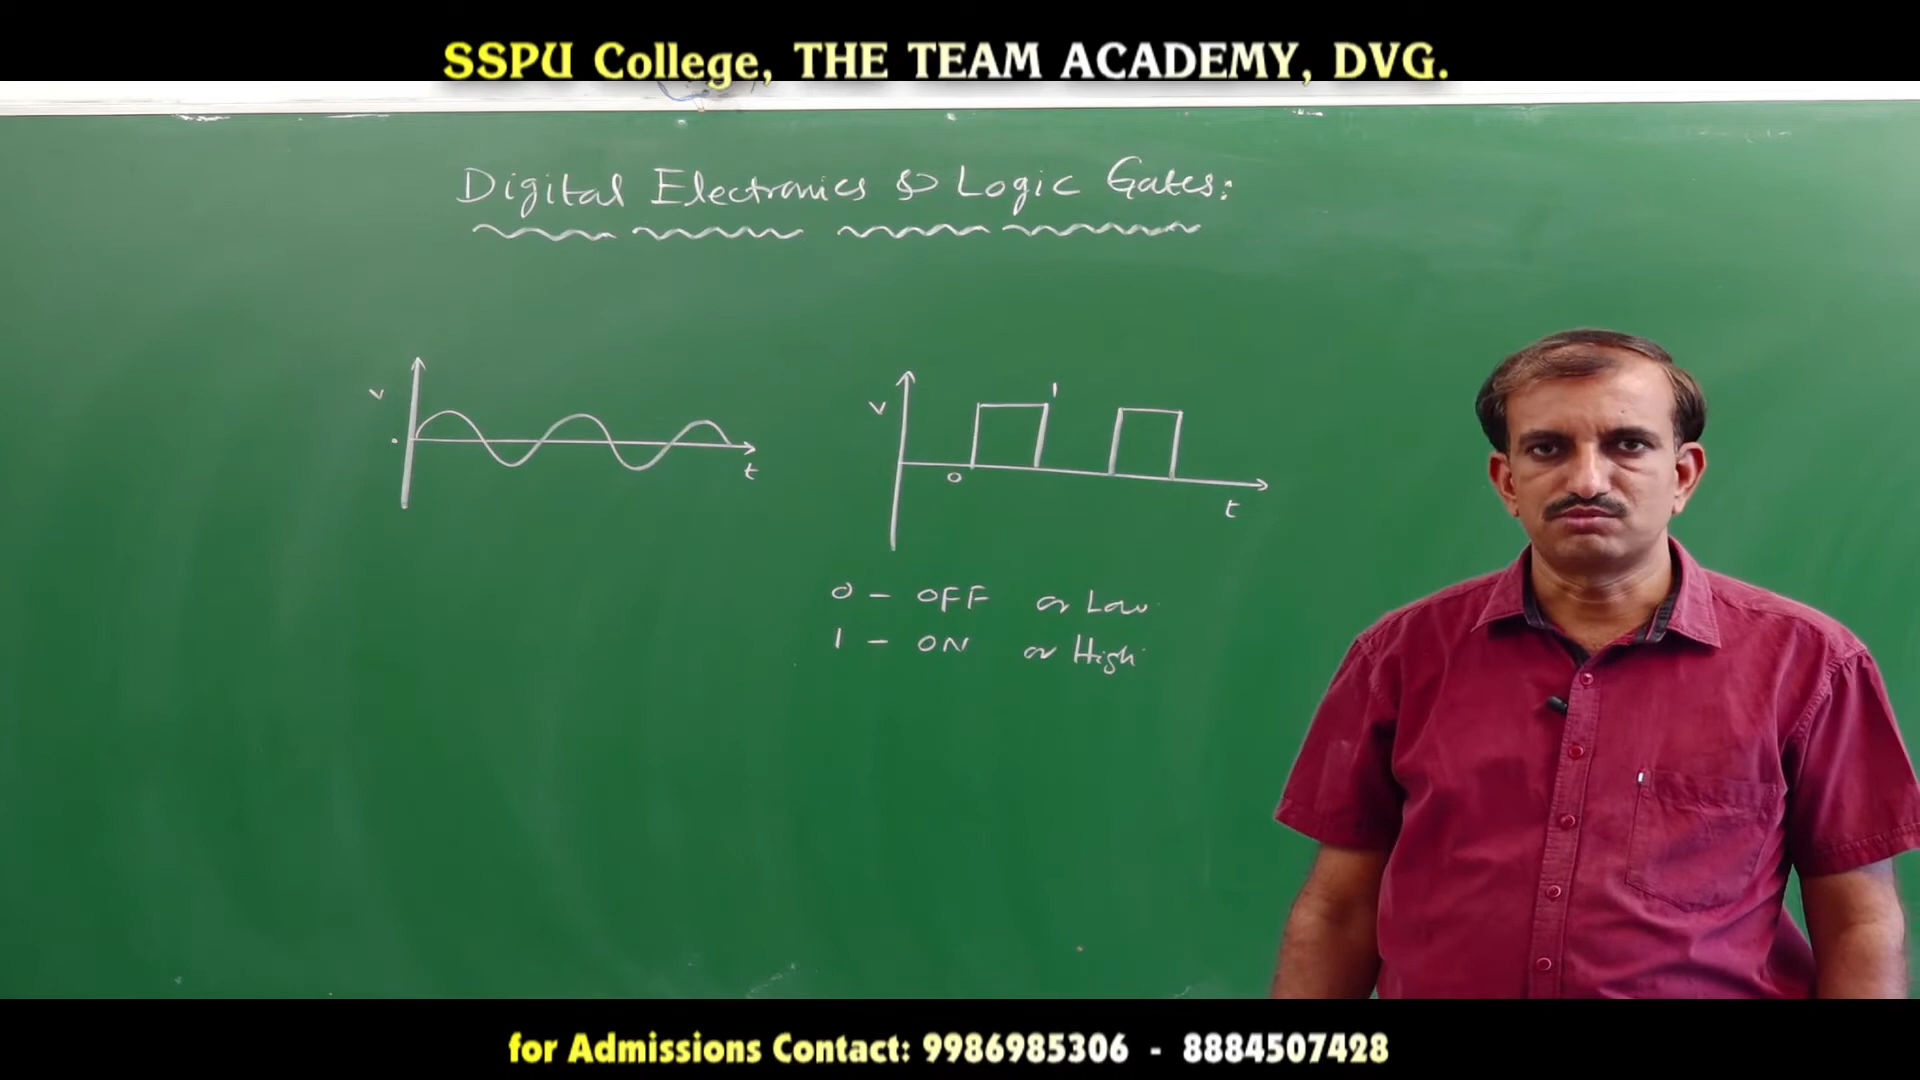 SSPU College, THE TEAM ACADEMY, DVG.
Digital Electronics & Logic Gates:
v
t
v
1
0
t
0 - OFF or Low
1 - ON or High
for Admissions Contact: 9986985306 - 8884507428